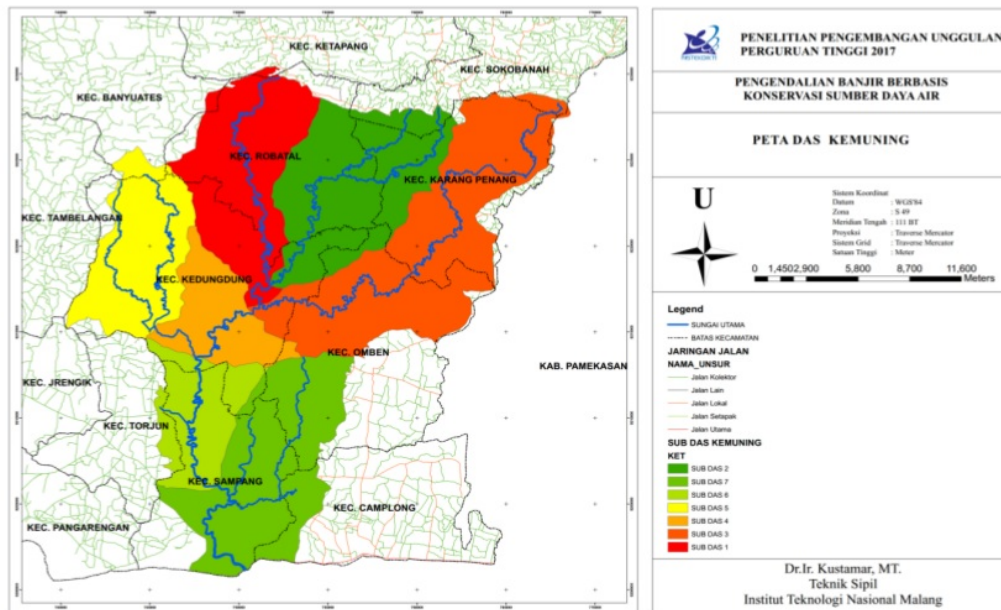 KEC. KETAPANG
KEC. SOKOBANAH
KEC. BANYUATES
KEC. ROBATAL
KEC. KARANG PENANG
KEC. TAMBELANGAN
KEC. KEDUNGDUNG
KEC. OMBEN
KAB. PAMEKASAN
KEC. JRENGIK
KEC. TORJUN
KEC. SAMPANG
KEC. CAMPLONG
KEC. PANGARENGAN
PENELITIAN PENGEMBANGAN UNGGULAN
PERGURUAN TINGGI 2017
PENGENDALIAN BANJIR BERBASIS
KONSERVASI SUMBER DAYA AIR
PETA DAS KEMUNING
U
Sistem Koordinat
Datum : WGS'84
Zona : S 49
Meridian Tengah : 111 BT
Proyeksi : Traverse Mercator
Sistem Grid : Traverse Mercator
Satuan Tinggi : Meter
0 1,450 2,900 5,800 8,700 11,600
Meters
Legend
SUNGAI UTAMA
BATAS KECAMATAN
JARINGAN JALAN
NAMA_UNSUR
Jalan Kolektor
Jalan Lain
Jalan Lokal
Jalan Setapak
Jalan Utama
SUB DAS KEMUNING
KET
SUB DAS 2
SUB DAS 7
SUB DAS 6
SUB DAS 5
SUB DAS 4
SUB DAS 3
SUB DAS 1
Dr.Ir. Kustamar, MT.
Teknik Sipil
Institut Teknologi Nasional Malang